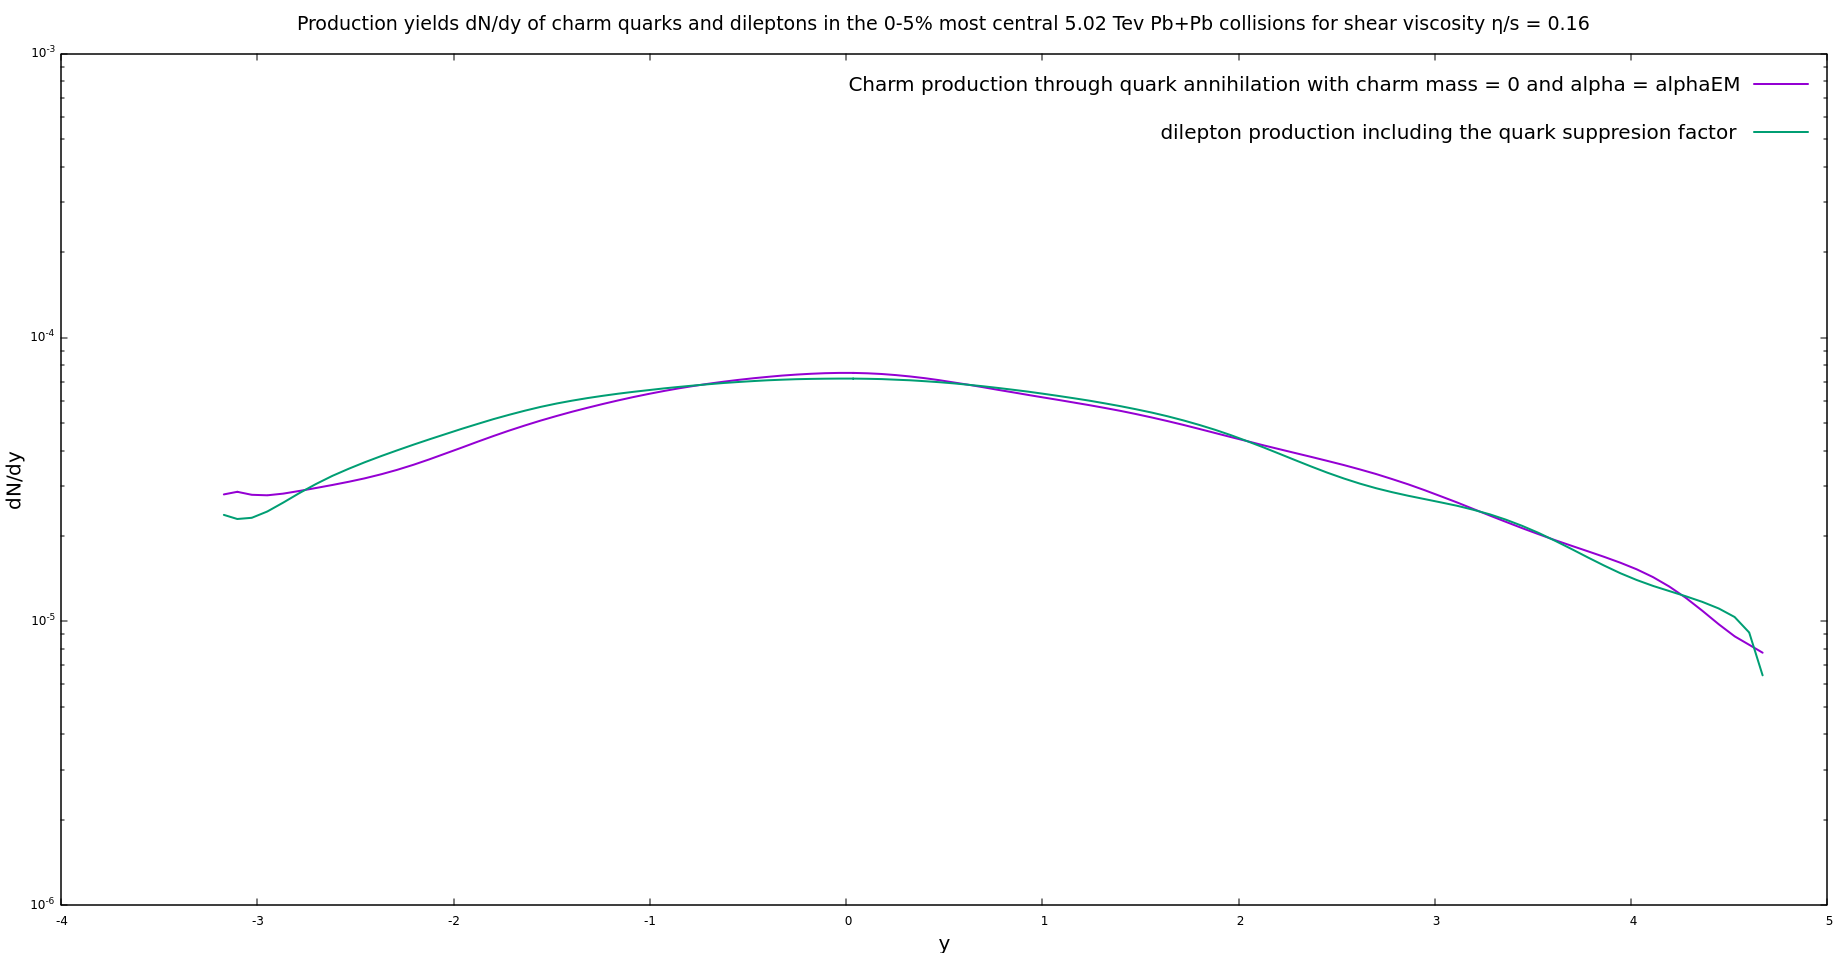 Production yields dN/dy of charm quarks and dileptons in the 0-5% most central 5.02 Tev Pb+Pb collisions for shear viscosity η/s = 0.16
10⁻³
Charm production through quark annihilation with charm mass = 0 and alpha = alphaEM
dilepton production including the quark suppresion factor
10⁻⁴
dN/dy
10⁻⁵
10⁻⁶
-4 -3 -2 -1 0 1 2 3 4 5
y